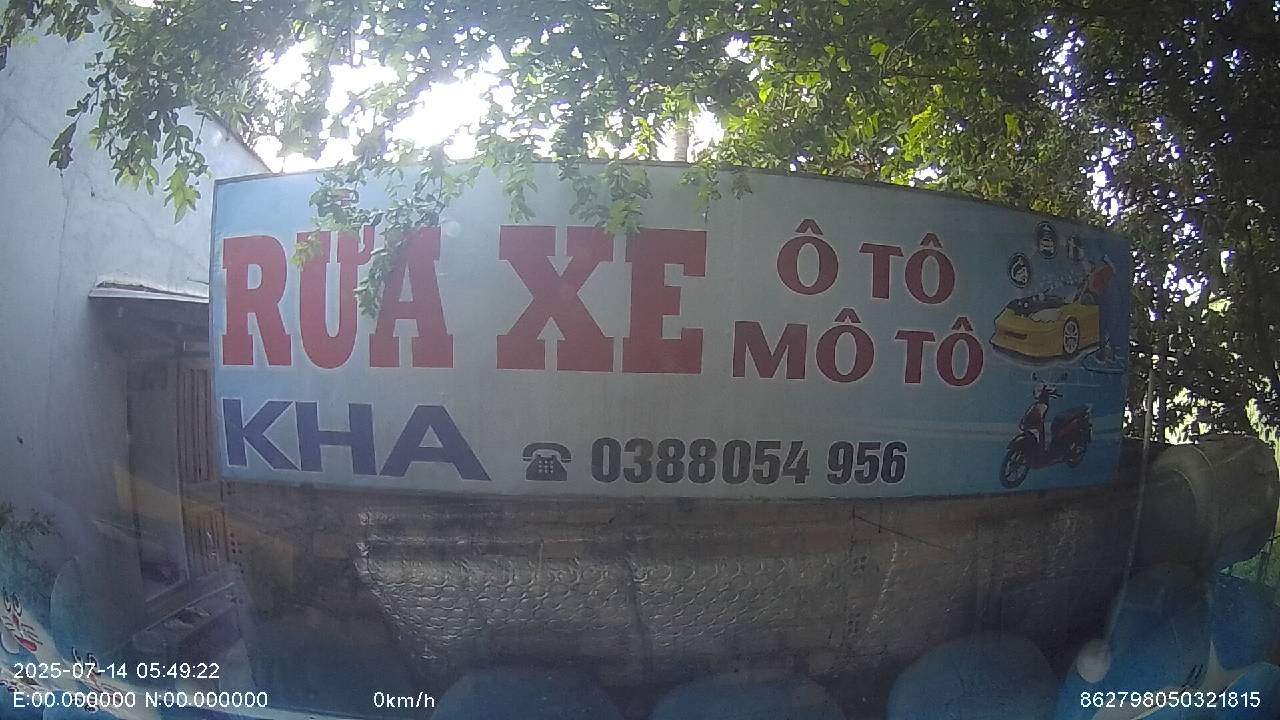 RỬA XE
Ô TÔ
MÔ TÔ
KHA
☎ 0388054 956
2025-07-14 05:49:22
E:00.000000 N:00.000000
0km/h
862798050321815